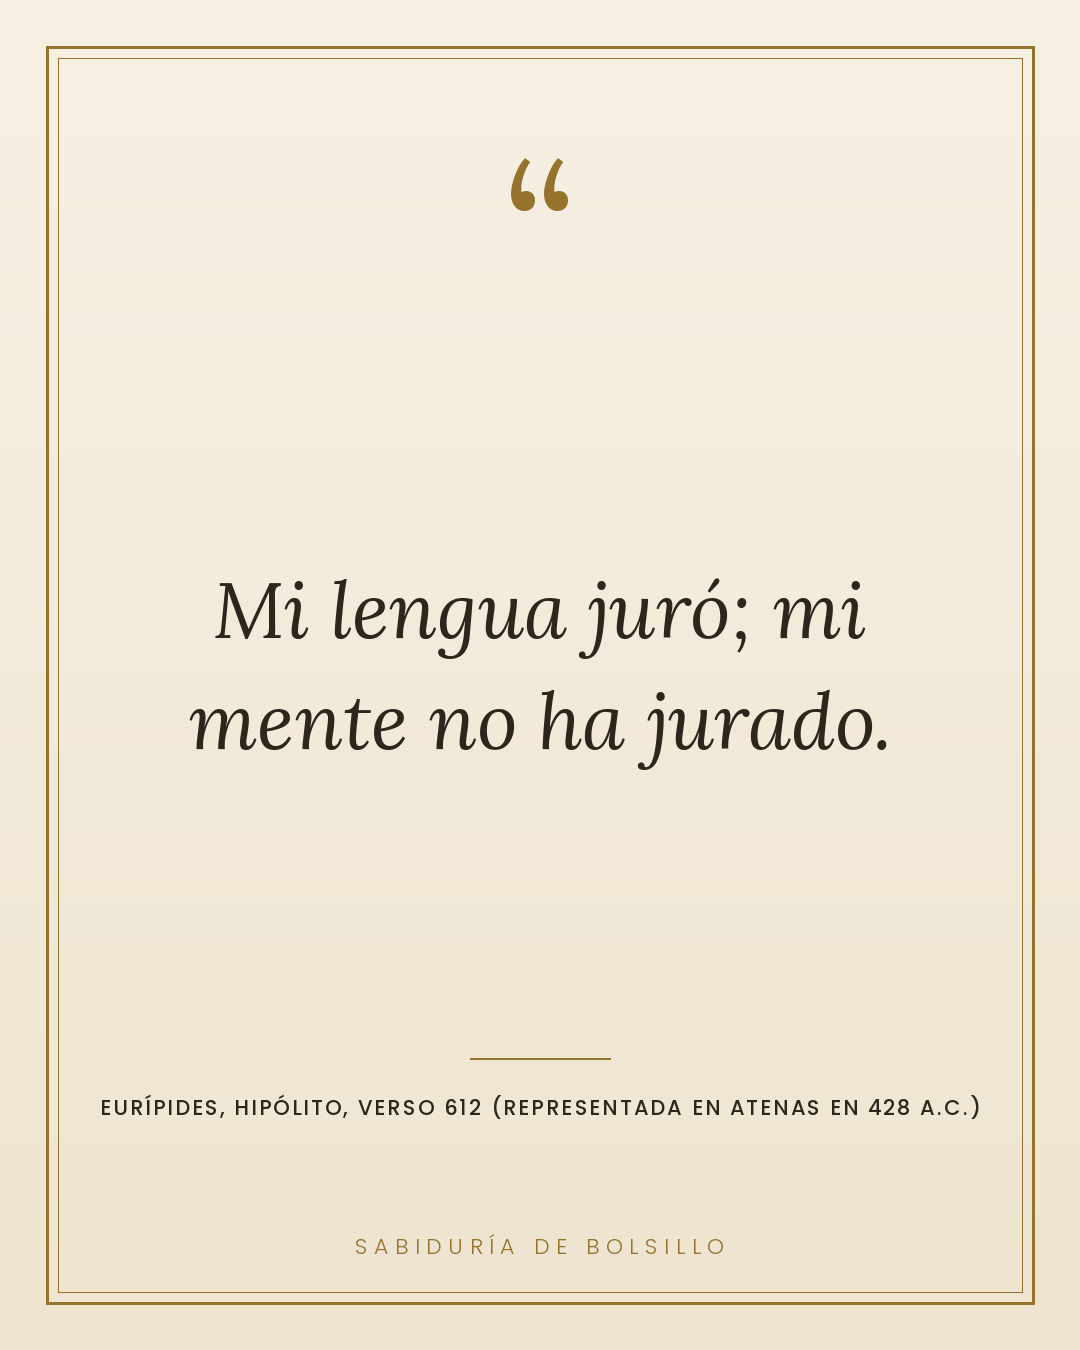 “
Mi lengua juró; mi
mente no ha jurado.
EURÍPIDES, HIPÓLITO, VERSO 612 (REPRESENTADA EN ATENAS EN 428 A.C.)
SABIDURÍA DE BOLSILLO